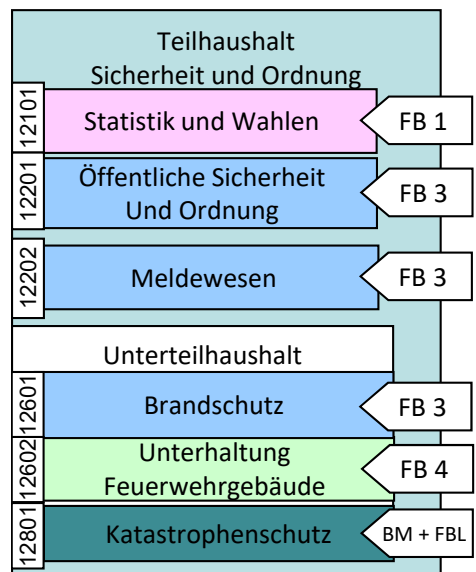 Teilhaushalt
Sicherheit und Ordnung
12101
Statistik und Wahlen
FB 1
12201
Öffentliche Sicherheit
Und Ordnung
FB 3
12202
Meldewesen
FB 3
Unterteilhaushalt
12601
Brandschutz
FB 3
12602
Unterhaltung
Feuerwehrgebäude
FB 4
12801
Katastrophenschutz
BM + FBL